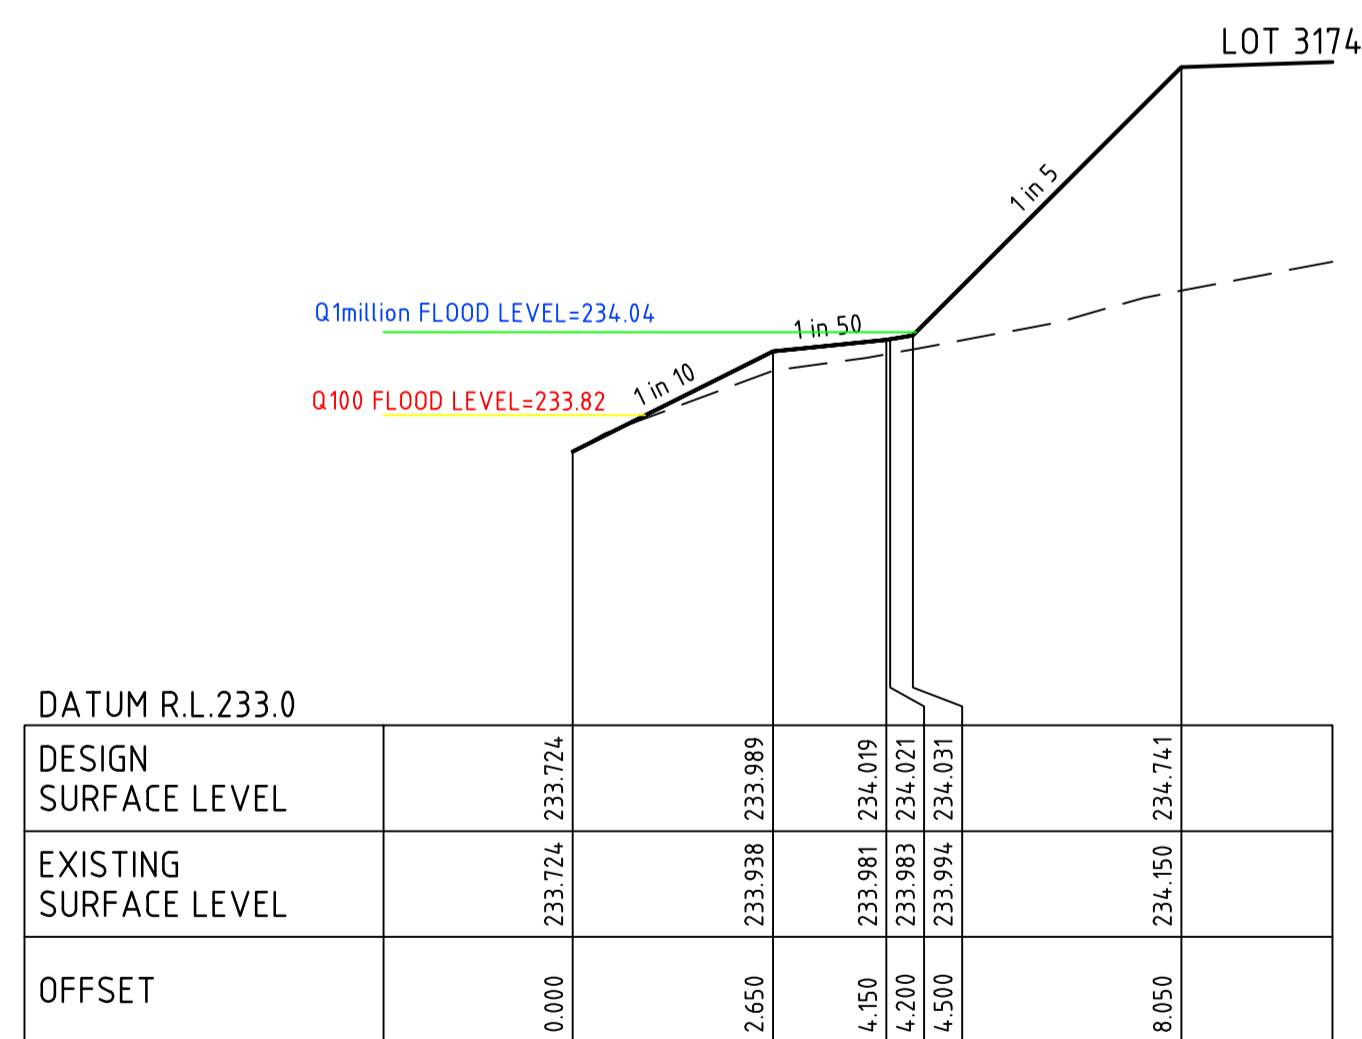 LOT 3174
1 in 5
Q1million FLOOD LEVEL=234.04
1 in 50
1 in 10
Q100 FLOOD LEVEL=233.82
DATUM R.L.233.0
DESIGN
SURFACE LEVEL
233.724
233.989
234.019
234.021
234.031
234.741
EXISTING
SURFACE LEVEL
233.724
233.938
233.981
233.983
233.994
234.150
OFFSET
0.000
2.650
4.150
4.200
4.500
8.050